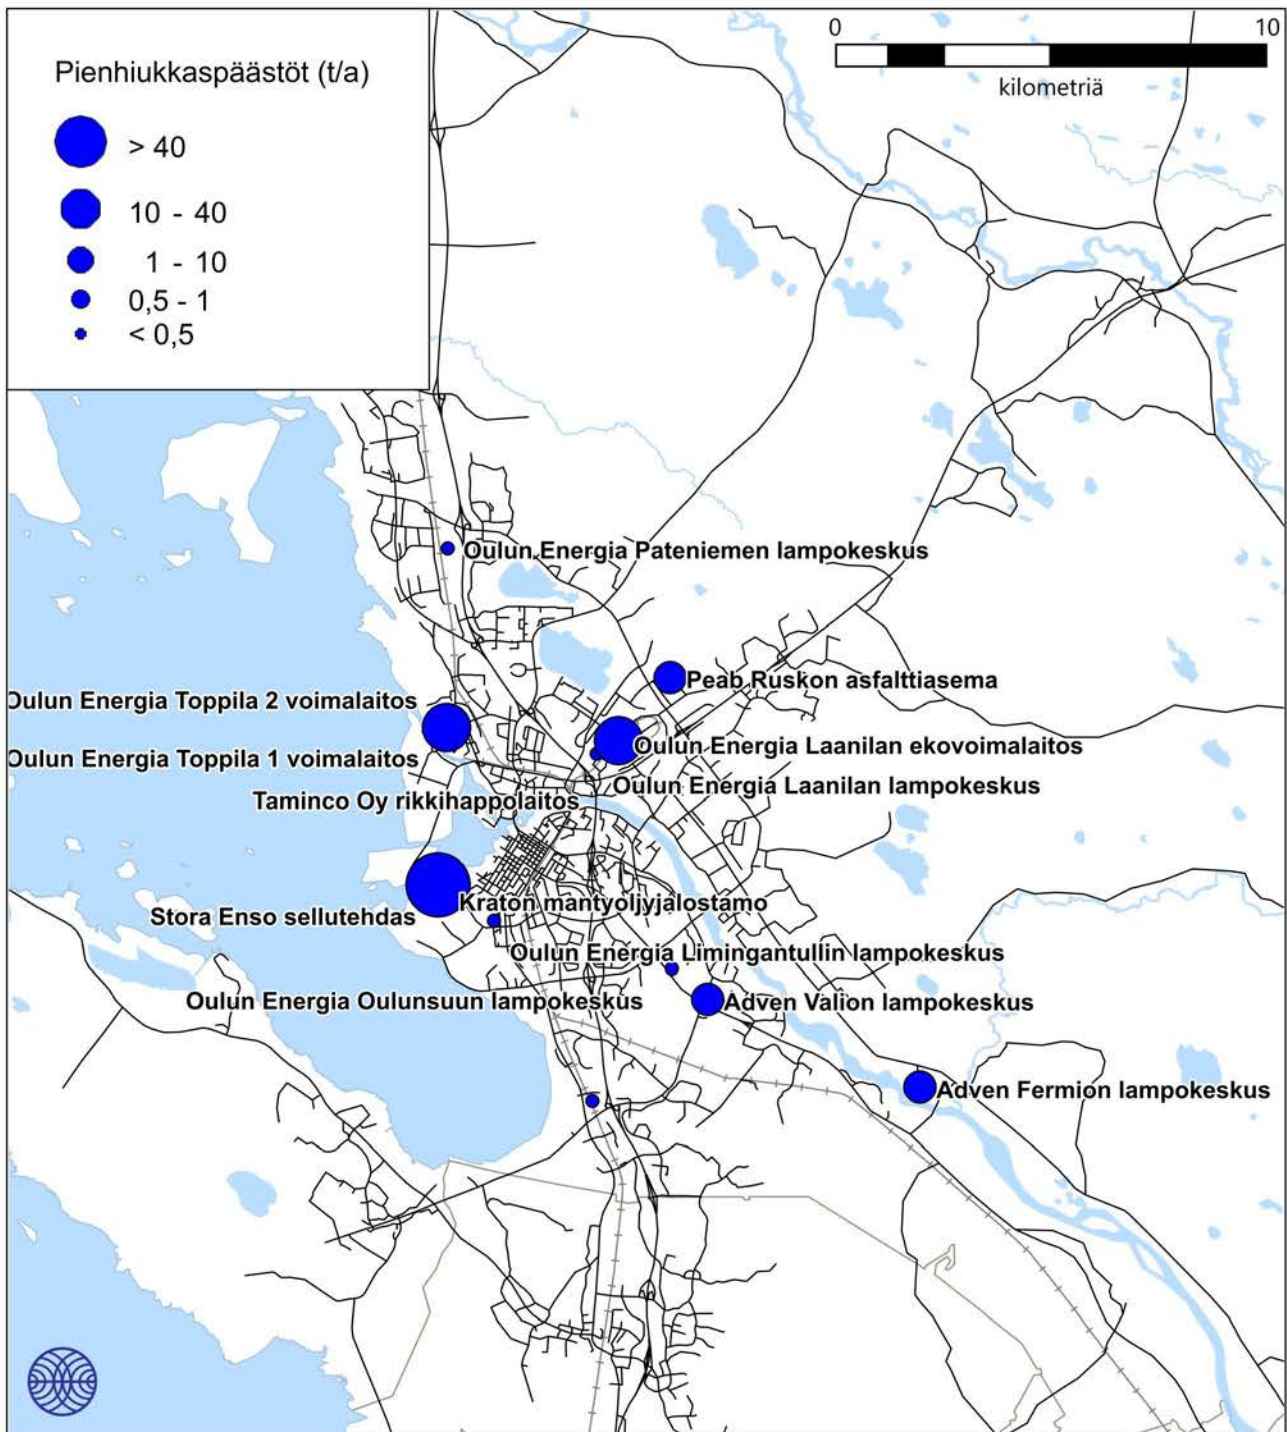 Pienhiukkaspäästöt (t/a)
> 40
10 - 40
1 - 10
0,5 - 1
< 0,5
0 10
kilometriä
Oulun Energia Pateniemen lampokeskus
Peab Ruskon asfalttiasema
Oulun Energia Toppila 2 voimalaitos
Oulun Energia Laanilan ekovoimalaitos
Oulun Energia Toppila 1 voimalaitos
Oulun Energia Laanilan lampokeskus
Taminco Oy rikkihappolaitos
Kraton mantyoljyjalostamo
Stora Enso sellutehdas
Oulun Energia Limingantullin lampokeskus
Oulun Energia Oulunsuun lampokeskus
Adven Valion lampokeskus
Adven Fermion lampokeskus